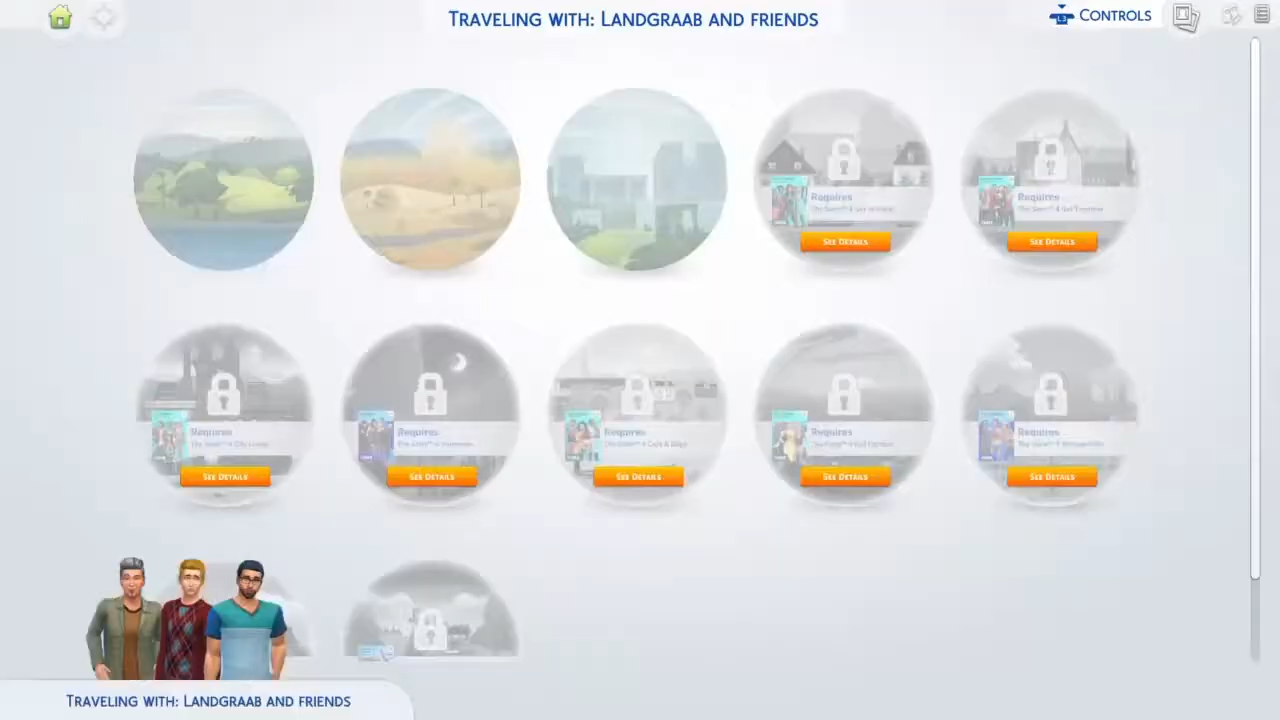 TRAVELING WITH: LANDGRAAB AND FRIENDS
L3 CONTROLS
Requires
SEE DETAILS
Requires
SEE DETAILS
Requires
SEE DETAILS
Requires
SEE DETAILS
Requires
SEE DETAILS
Requires
SEE DETAILS
Requires
SEE DETAILS
TRAVELING WITH: LANDGRAAB AND FRIENDS